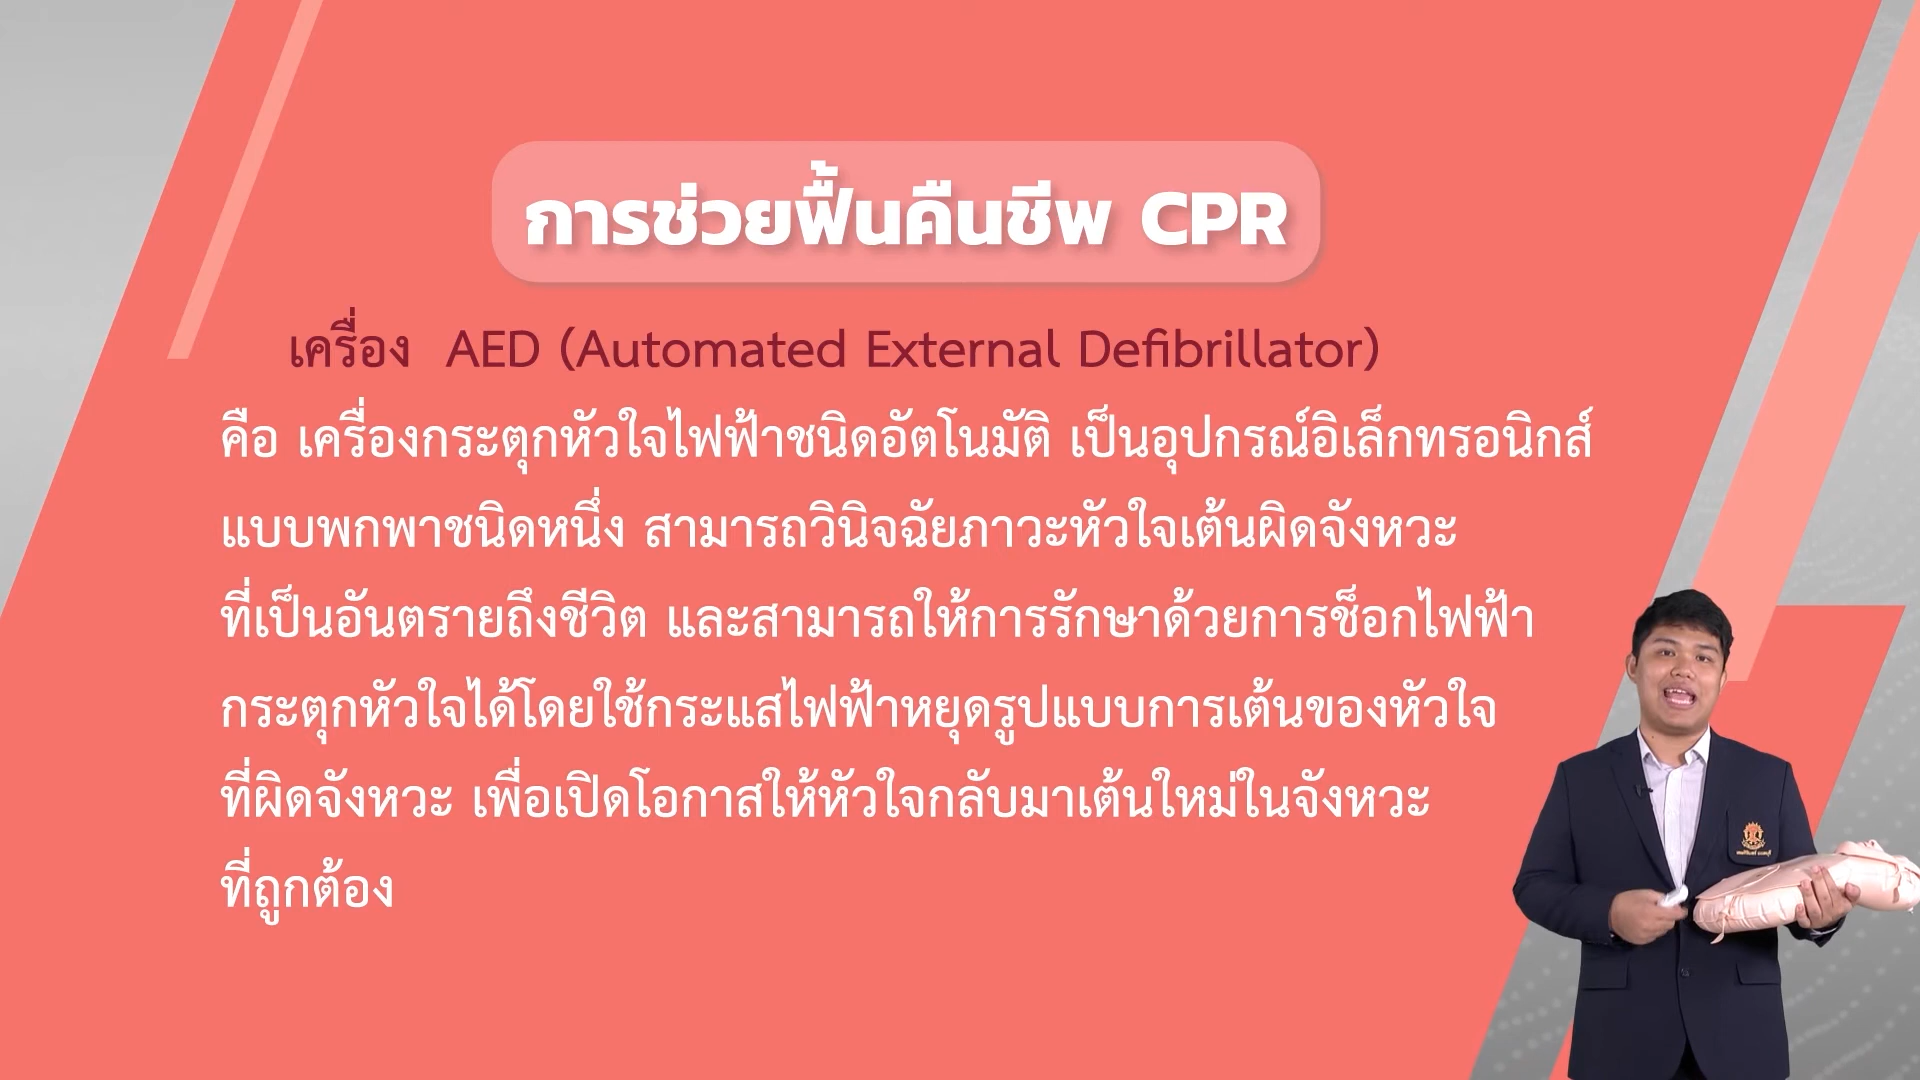 การช่วยฟื้นคืนชีพ CPR
เครื่อง AED (Automated External Defibrillator)
คือ เครื่องกระตุกหัวใจไฟฟ้าชนิดอัตโนมัติ เป็นอุปกรณ์อิเล็กทรอนิกส์
แบบพกพาชนิดหนึ่ง สามารถวินิจฉัยภาวะหัวใจเต้นผิดจังหวะ
ที่เป็นอันตรายถึงชีวิต และสามารถให้การรักษาด้วยการช็อกไฟฟ้า
กระตุกหัวใจได้โดยใช้กระแสไฟฟ้าหยุดรูปแบบการเต้นของหัวใจ
ที่ผิดจังหวะ เพื่อเปิดโอกาสให้หัวใจกลับมาเต้นใหม่ในจังหวะ
ที่ถูกต้อง